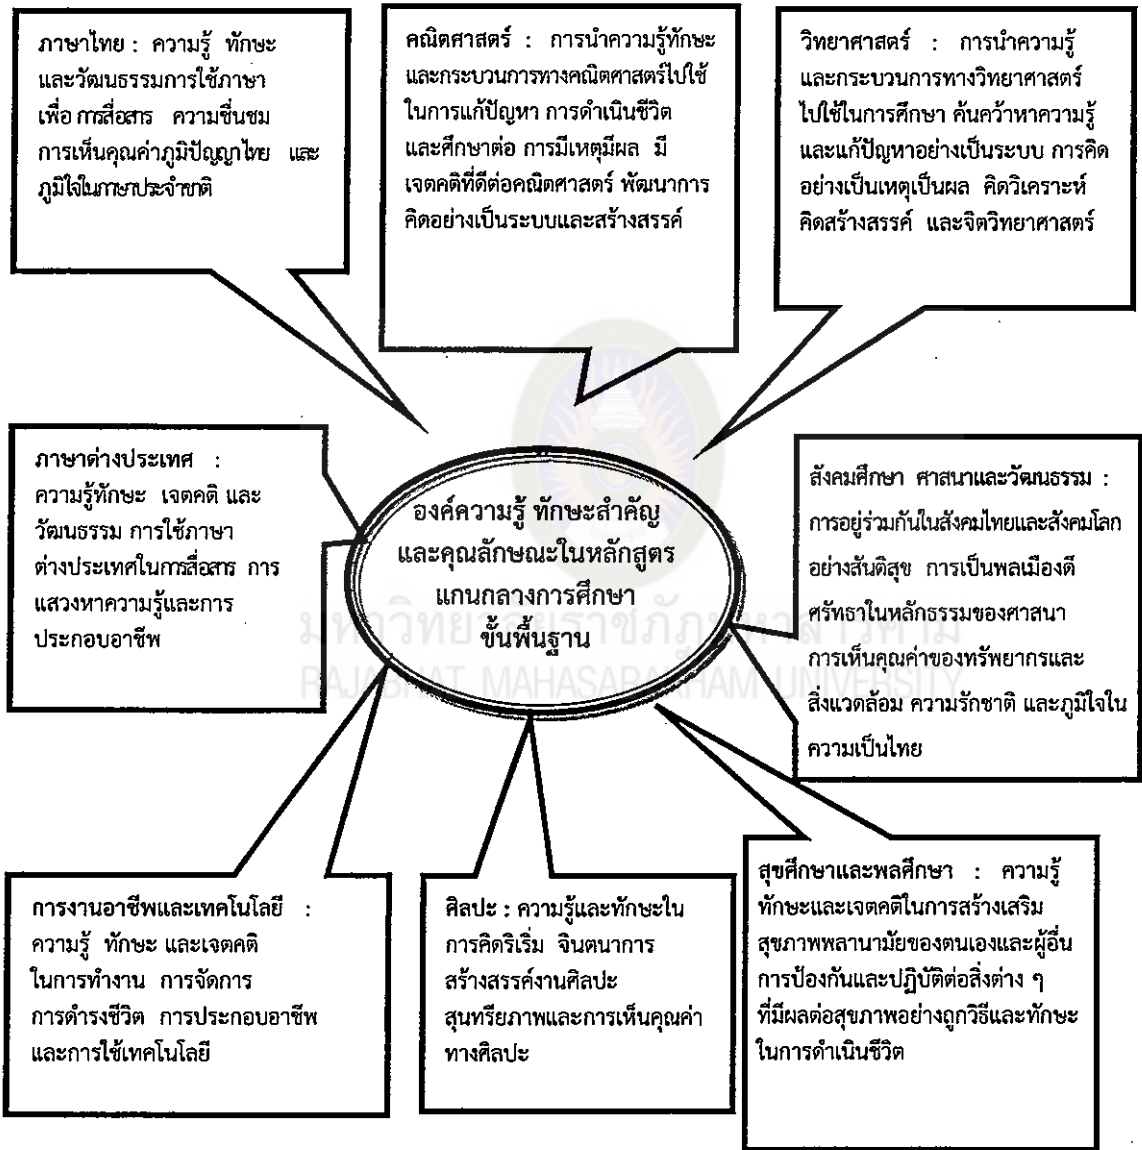 ภาษาไทย : ความรู้ ทักษะ
และวัฒนธรรมการใช้ภาษา
เพื่อ การสื่อสาร ความชื่นชม
การเห็นคุณค่าภูมิปัญญาไทย และ
ภูมิใจในภาษาประจำชาติ
คณิตศาสตร์ : การนำความรู้ทักษะ
และกระบวนการทางคณิตศาสตร์ไปใช้
ในการแก้ปัญหา การดำเนินชีวิต
และศึกษาต่อ การมีเหตุมีผล มี
เจตคติที่ดีต่อคณิตศาสตร์ พัฒนาการ
คิดอย่างเป็นระบบและสร้างสรรค์
วิทยาศาสตร์ : การนำความรู้
และกระบวนการทางวิทยาศาสตร์
ไปใช้ในการศึกษา ค้นคว้าหาความรู้
และแก้ปัญหาอย่างเป็นระบบ การคิด
อย่างเป็นเหตุเป็นผล คิดวิเคราะห์
คิดสร้างสรรค์ และจิตวิทยาศาสตร์
ภาษาต่างประเทศ :
ความรู้ทักษะ เจตคติ และ
วัฒนธรรม การใช้ภาษา
ต่างประเทศในการสื่อสาร การ
แสวงหาความรู้และการ
ประกอบอาชีพ
องค์ความรู้ ทักษะสำคัญ
และคุณลักษณะในหลักสูตร
แกนกลางการศึกษา
ขั้นพื้นฐาน
สังคมศึกษา ศาสนาและวัฒนธรรม :
การอยู่ร่วมกันในสังคมไทยและสังคมโลก
อย่างสันติสุข การเป็นพลเมืองดี
ศรัทธาในหลักธรรมของศาสนา
การเห็นคุณค่าของทรัพยากรและ
สิ่งแวดล้อม ความรักชาติ และภูมิใจใน
ความเป็นไทย
มหาวิทยาลัยราชภัฏมหาสารคาม
RAJABHAT MAHASARAKHAM UNIVERSITY
การงานอาชีพและเทคโนโลยี :
ความรู้ ทักษะ และเจตคติ
ในการทำงาน การจัดการ
การดำรงชีวิต การประกอบอาชีพ
และการใช้เทคโนโลยี
ศิลปะ : ความรู้และทักษะใน
การคิดริเริ่ม จินตนาการ
สร้างสรรค์งานศิลปะ
สุนทรียภาพและการเห็นคุณค่า
ทางศิลปะ
สุขศึกษาและพลศึกษา : ความรู้
ทักษะและเจตคติในการสร้างเสริม
สุขภาพพลานามัยของตนเองและผู้อื่น
การป้องกันและปฏิบัติต่อสิ่งต่าง ๆ
ที่มีผลต่อสุขภาพอย่างถูกวิธีและทักษะ
ในการดำเนินชีวิต